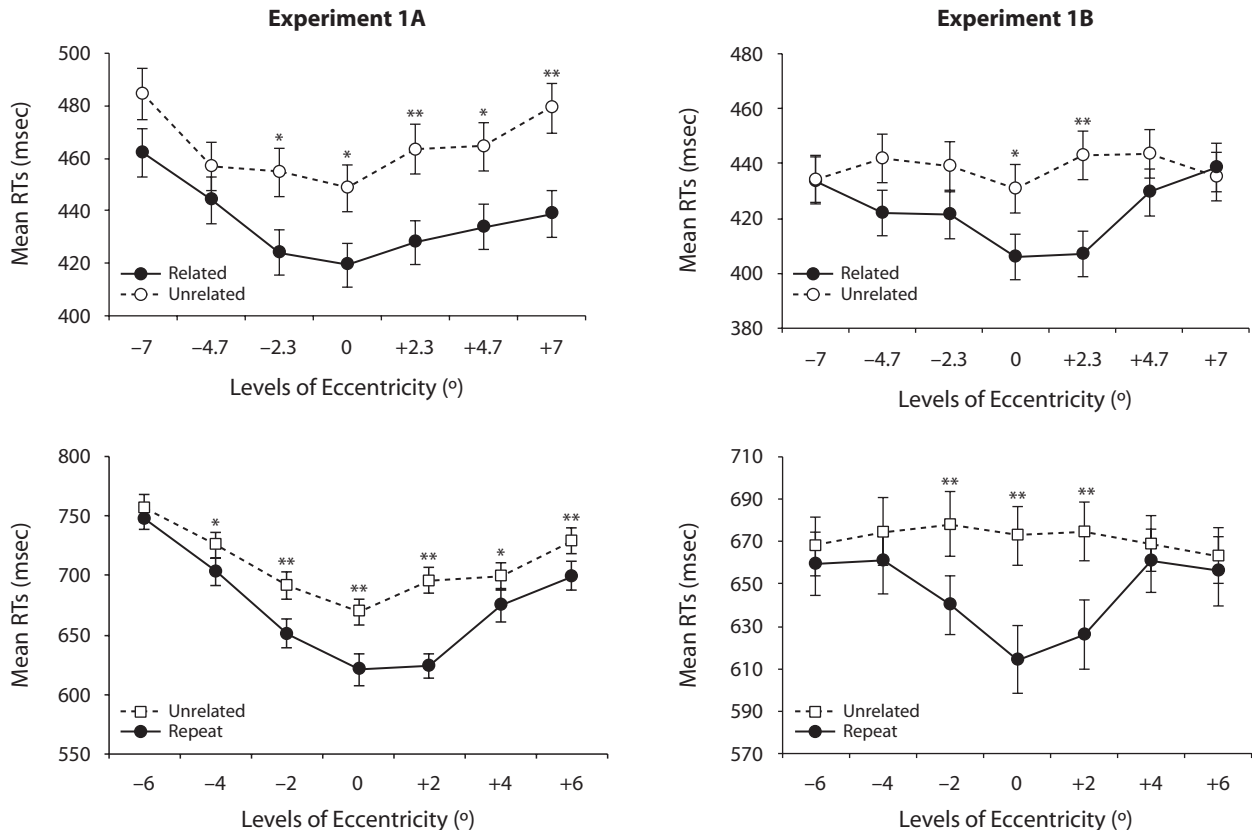 Experiment 1A
500
480
460
440
420
400
Mean RTs (msec)
*
*
**
*
**
Related
Unrelated
–7 –4.7 –2.3 0 +2.3 +4.7 +7
Levels of Eccentricity (º)
Experiment 1B
480
460
440
420
400
380
Mean RTs (msec)
*
**
Related
Unrelated
–7 –4.7 –2.3 0 +2.3 +4.7 +7
Levels of Eccentricity (º)
800
750
700
650
600
550
Mean RTs (msec)
*
**
**
**
*
**
Unrelated
Repeat
–6 –4 –2 0 +2 +4 +6
Levels of Eccentricity (º)
710
690
670
650
630
610
590
570
Mean RTs (msec)
**
**
**
Unrelated
Repeat
–6 –4 –2 0 +2 +4 +6
Levels of Eccentricity (º)